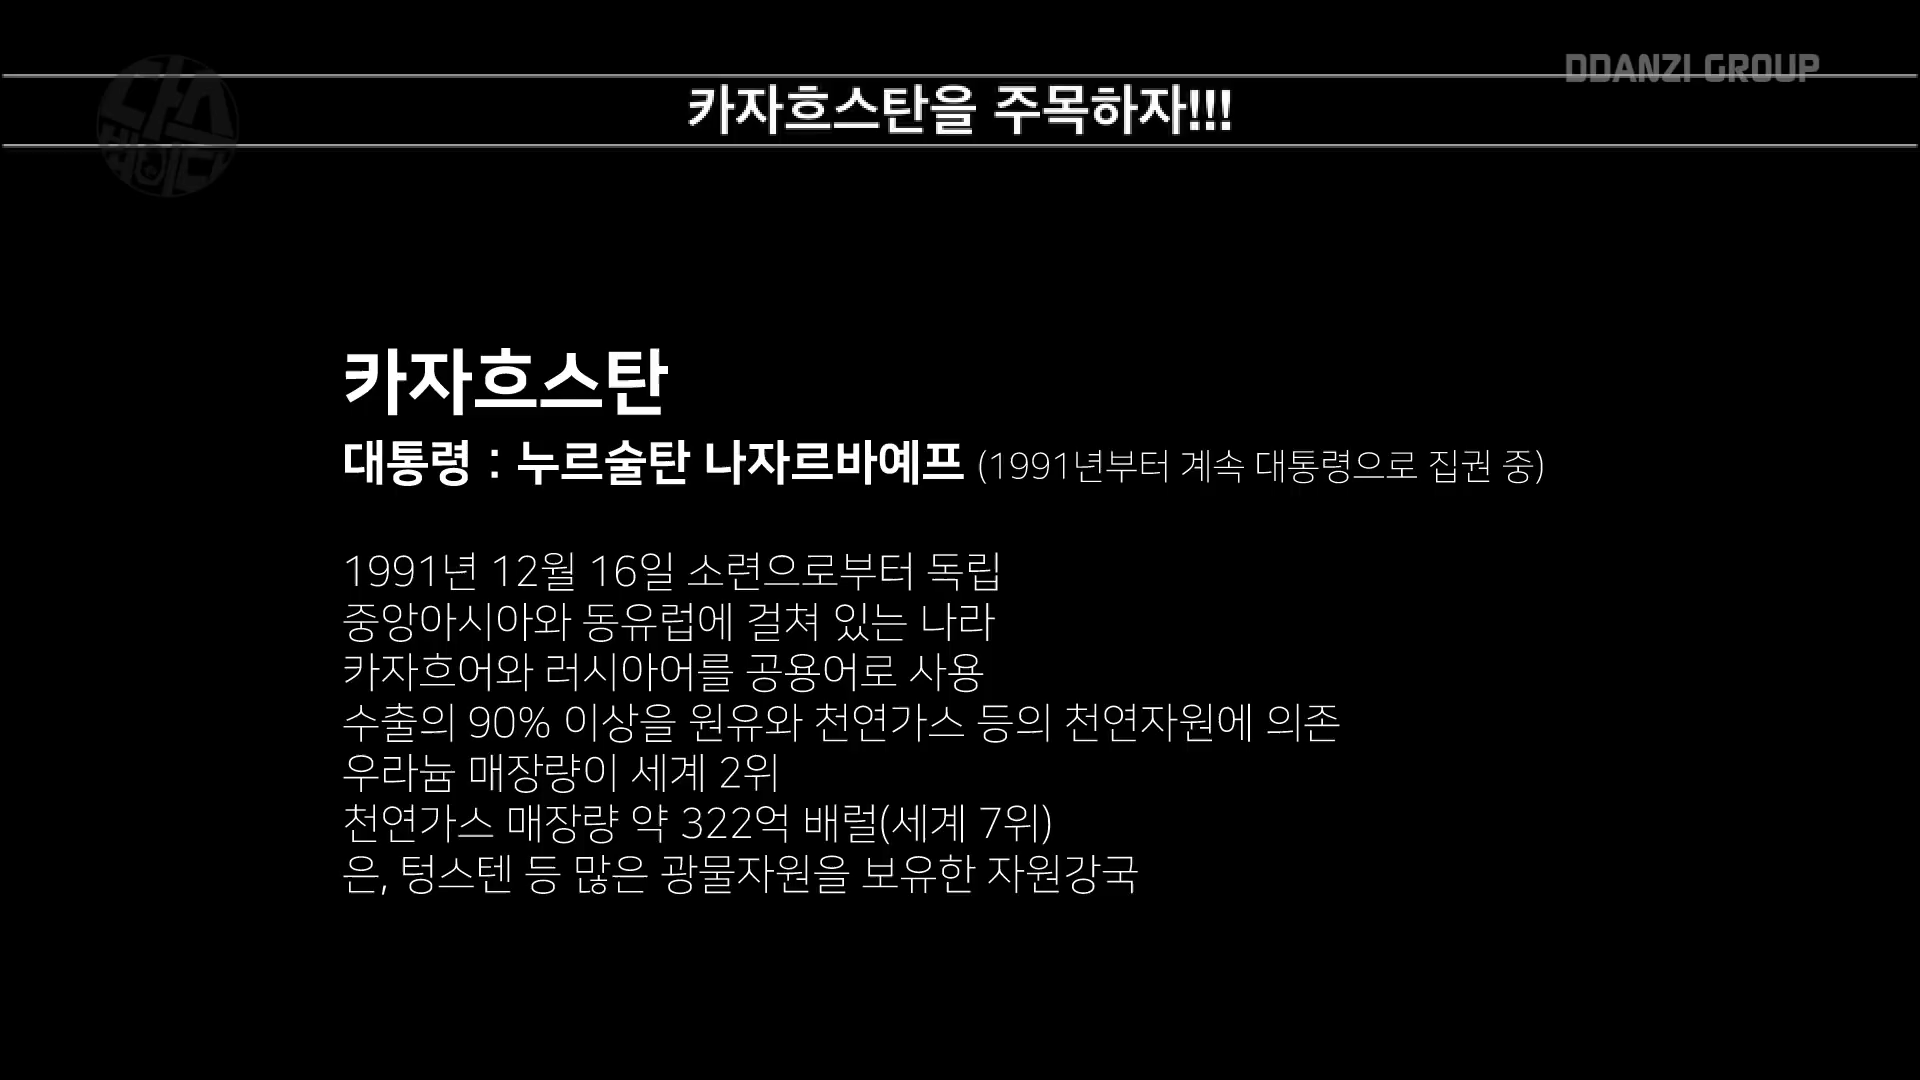 DDANZI GROUP
카자흐스탄을 주목하자!!!
다스
뵈이다
카자흐스탄
대통령 : 누르술탄 나자르바예프 (1991년부터 계속 대통령으로 집권 중)
1991년 12월 16일 소련으로부터 독립
중앙아시아와 동유럽에 걸쳐 있는 나라
카자흐어와 러시아어를 공용어로 사용
수출의 90% 이상을 원유와 천연가스 등의 천연자원에 의존
우라늄 매장량이 세계 2위
천연가스 매장량 약 322억 배럴(세계 7위)
은, 텅스텐 등 많은 광물자원을 보유한 자원강국